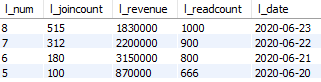 l_num l_joincount l_revenue l_readcount l_date
8 515 1830000 1000 2020-06-23
7 312 2200000 900 2020-06-22
6 180 3150000 800 2020-06-21
5 100 870000 666 2020-06-20